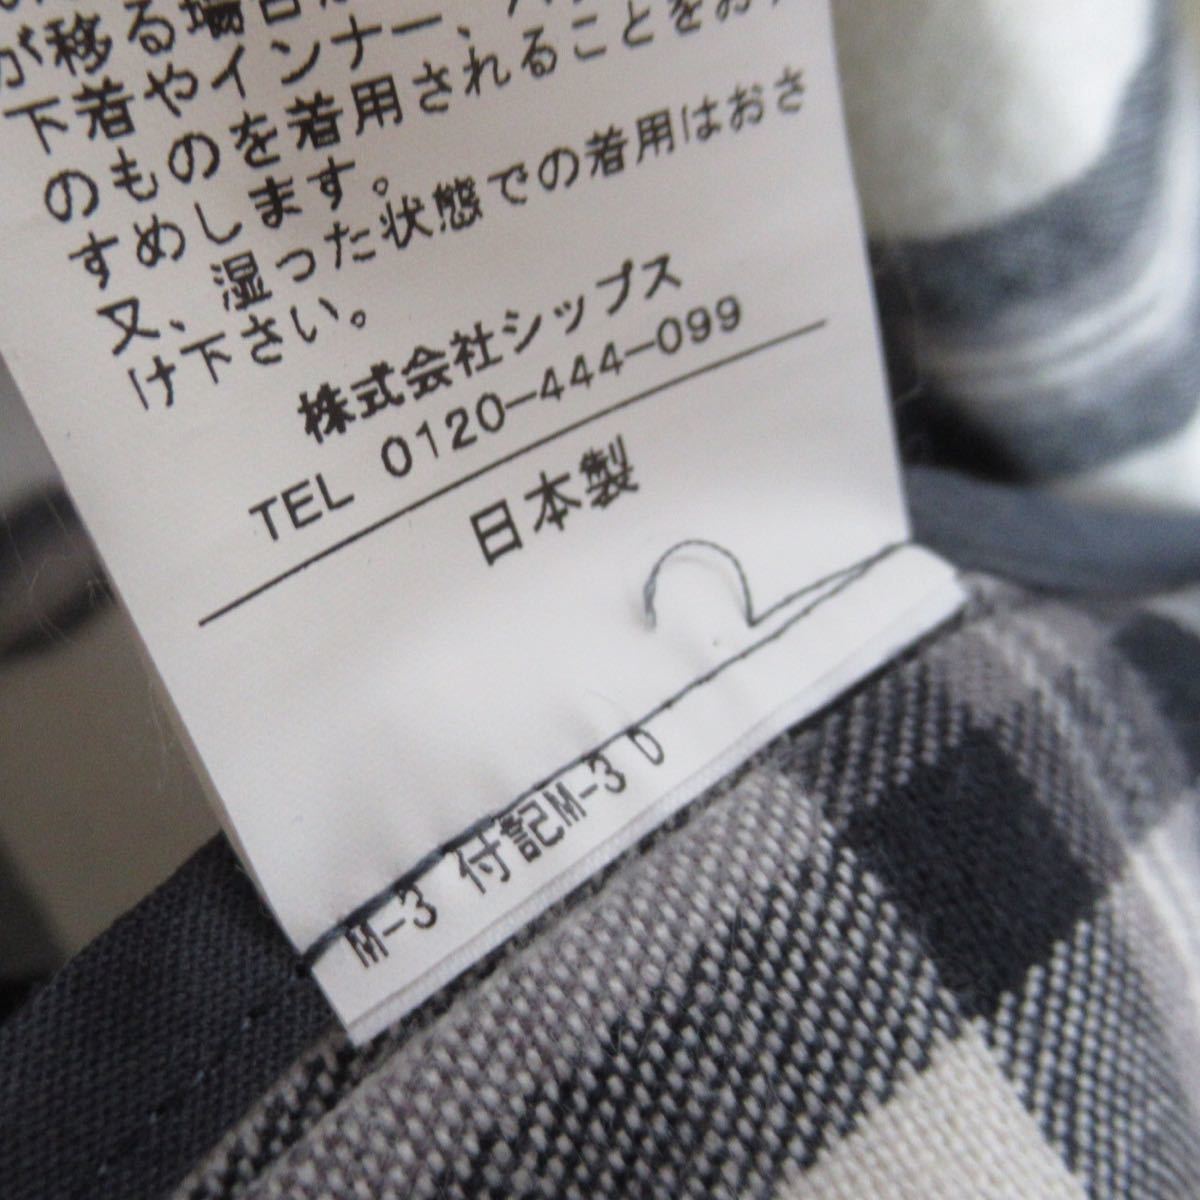 が移る場合が
下着やインナー、
のものを着用されることをお
すめします。
又、湿った状態での着用はおさ
け下さい。
株式会社シップス
TEL 0120-444-099
日本製
M-3 付記M-3 D